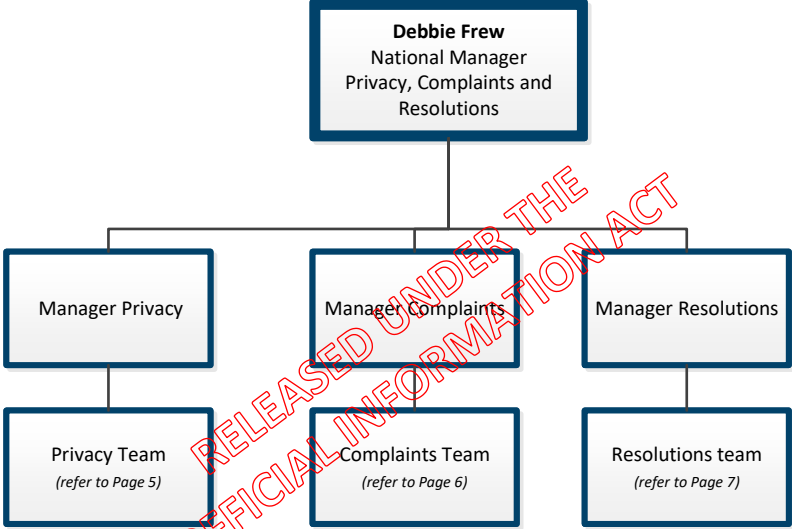 Debbie Frew
National Manager
Privacy, Complaints and
Resolutions
Manager Privacy
Manager Complaints
Manager Resolutions
Privacy Team
(refer to Page 5)
Complaints Team
(refer to Page 6)
Resolutions team
(refer to Page 7)
RELEASED UNDER THE
OFFICIAL INFORMATION ACT